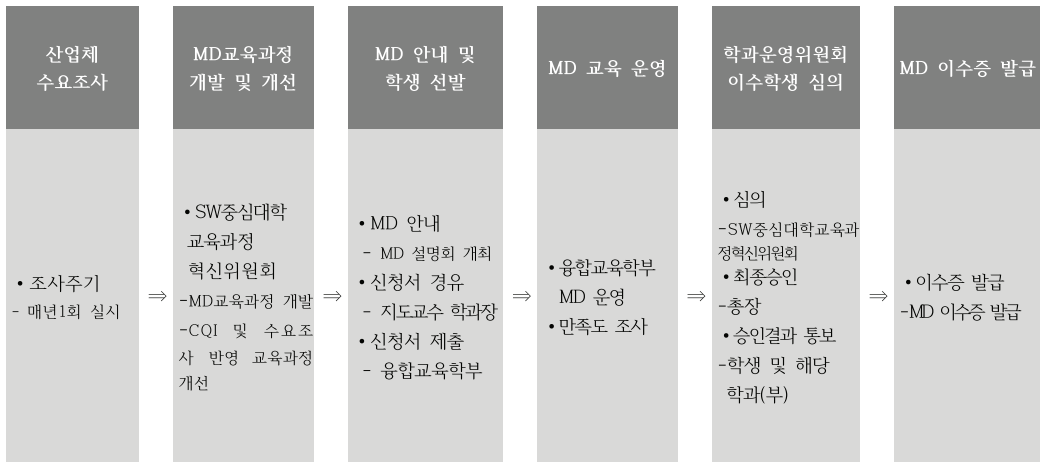 산업체
수요조사
• 조사주기
- 매년1회 실시
⇒
MD교육과정
개발 및 개선
• SW중심대학
교육과정
혁신위원회
-MD교육과정 개발
-CQI 및 수요조
사 반영 교육과정
개선
⇒
MD 안내 및
학생 선발
• MD 안내
- MD 설명회 개최
• 신청서 경유
- 지도교수 학과장
• 신청서 제출
- 융합교육학부
⇒
MD 교육 운영
• 융합교육학부
MD 운영
• 만족도 조사
⇒
학과운영위원회
이수학생 심의
• 심의
-SW중심대학교육과
정혁신위원회
• 최종승인
-총장
• 승인결과 통보
-학생 및 해당
학과(부)
⇒
MD 이수증 발급
• 이수증 발급
-MD 이수증 발급